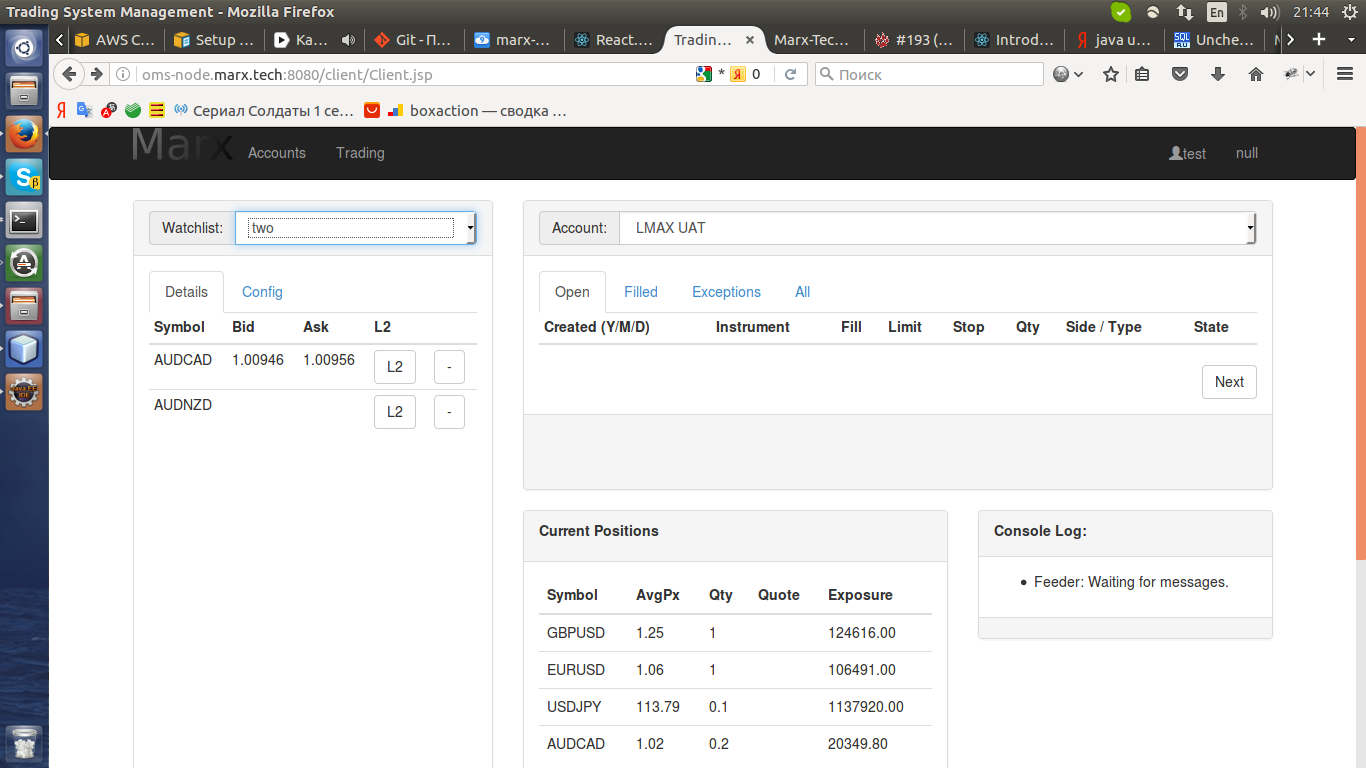 Trading System Management - Mozilla Firefox
En
21:44
AWS C…
Setup …
Ka…
Git - П…
marx-…
React.…
Tradin…
Marx-Tec…
#193 (…
Introd…
java u…
Unche…
oms-node.marx.tech:8080/client/Client.jsp
0
Поиск
Сериал Солдаты 1 се…
boxaction — сводка …
Marx
Accounts
Trading
test
null
Watchlist:
two
Details
Config
Symbol Bid Ask L2
AUDCAD 1.00946 1.00956 L2 -
AUDNZD L2 -
Account:
LMAX UAT
Open
Filled
Exceptions
All
Created (Y/M/D) Instrument Fill Limit Stop Qty Side / Type State
Next
Current Positions
Symbol AvgPx Qty Quote Exposure
GBPUSD 1.25 1 124616.00
EURUSD 1.06 1 106491.00
USDJPY 113.79 0.1 1137920.00
AUDCAD 1.02 0.2 20349.80
Console Log:
• Feeder: Waiting for messages.